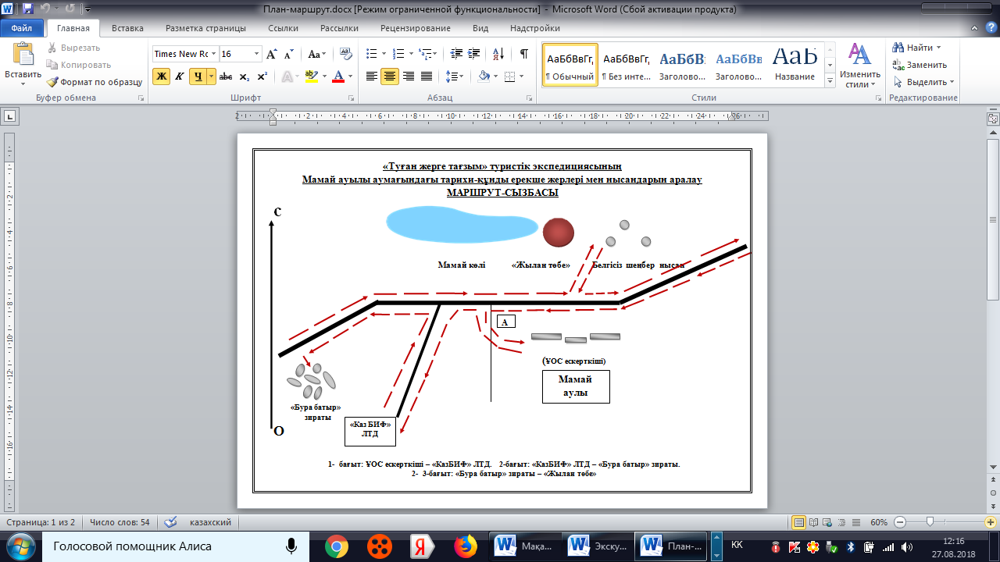 План-маршрут.docx [Режим ограниченной функциональности] - Microsoft Word (Сбой активации продукта)
Файл Главная Вставка Разметка страницы Ссылки Рассылки Рецензирование Вид Надстройки
Вставить
Вырезать
Копировать
Формат по образцу
Буфер обмена
Times New Ro 16
Ж К Ч abc x₂ x²
Шрифт
Абзац
АаБбВвГг,
¶ Обычный
АаБбВвГг,
¶ Без инте...
АаБбВ
Заголово...
АаБбВв
Заголово...
АаЬ
Название
Изменить стили
Стили
Найти
Заменить
Выделить
Редактирование
2 2 4 6 8 10 12 14 16 18 20 22 24 26
«Туған жерге тағзым» туристік экспедициясының
Мамай ауылы аумағындағы тарихи-құнды ерекше жерлері мен нысандарын аралау
МАРШРУТ-СЫЗБАСЫ
С
Мамай көлі «Жылан төбе» Белгісіз шеңбер нысан
А
(ҰОС ескерткіші)
Мамай
аулы
«Бура батыр»
зираты
«Каз БИФ»
ЛТД
О
1- бағыт: ҰОС ескерткіші – «КазБИФ» ЛТД. 2-бағыт: «КазБИФ» ЛТД – «Бура батыр» зираты.
2- 3-бағыт: «Бура батыр» зираты – «Жылан төбе»
Страница: 1 из 2 Число слов: 54 казахский 60%
Голосовой помощник Алиса
Мақа...
Экску...
План-...
KK
12:16
27.08.2018